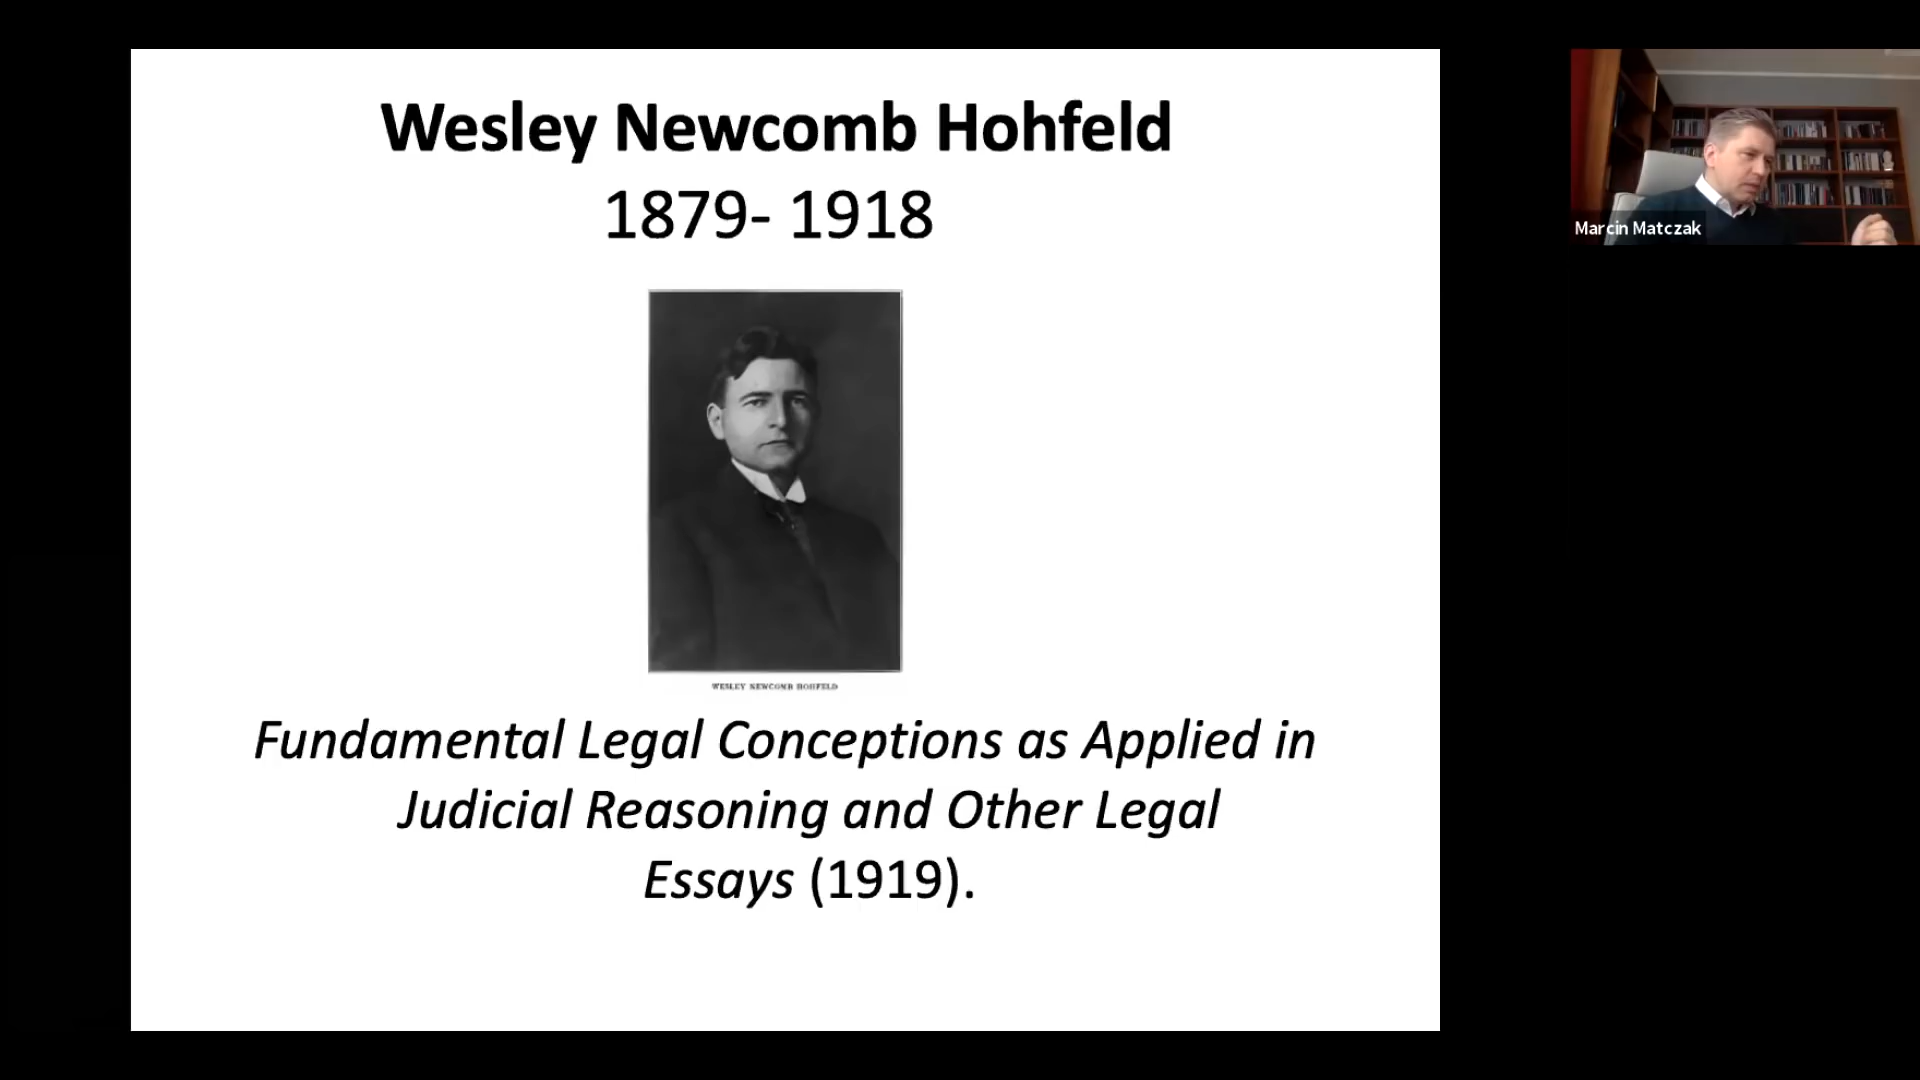 Wesley Newcomb Hohfeld
1879- 1918
WESLEY NEWCOMB HOHFELD
Fundamental Legal Conceptions as Applied in
Judicial Reasoning and Other Legal
Essays (1919).
Marcin Matczak